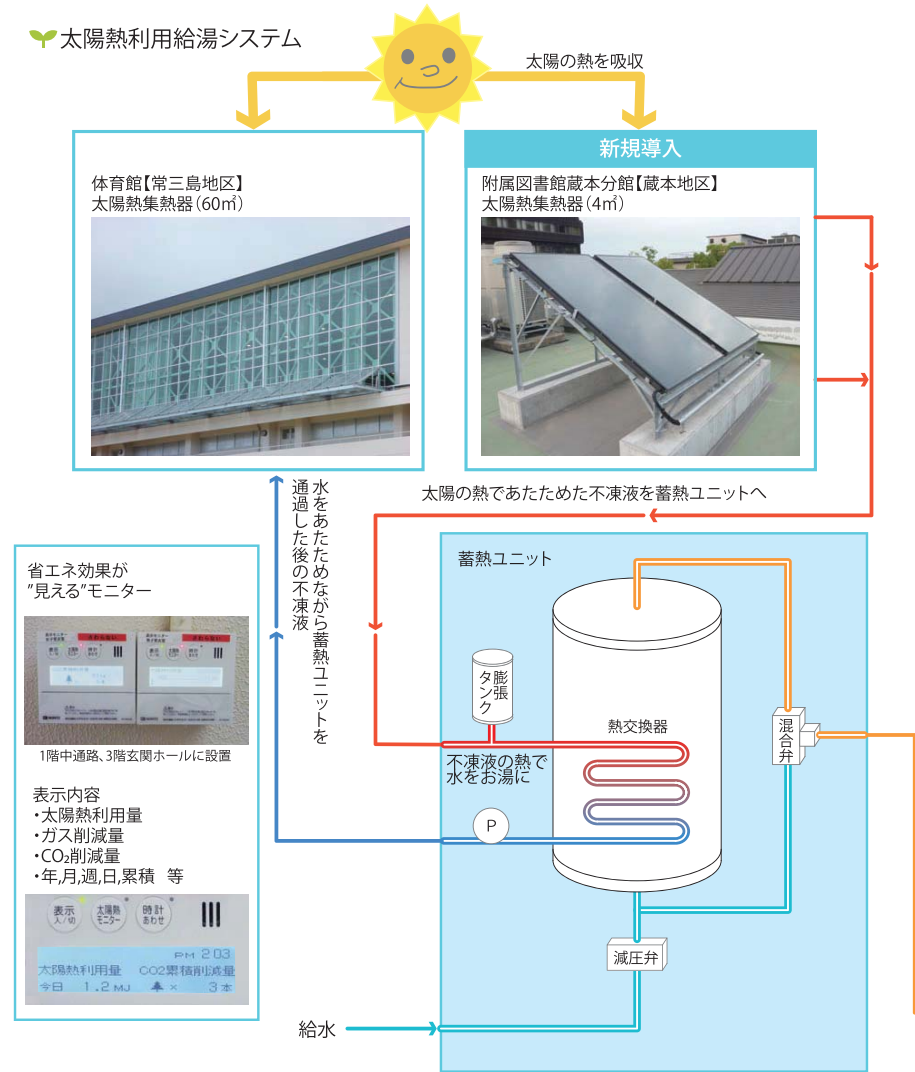 太陽熱利用給湯システム
太陽の熱を吸収
新規導入
体育館【常三島地区】
太陽熱集熱器（60㎡）
附属図書館蔵本分館【蔵本地区】
太陽熱集熱器（4㎡）
太陽の熱であたためた不凍液を蓄熱ユニットへ
水をあたためながら蓄熱ユニットを
通過した後の不凍液
省エネ効果が
”見える”モニター
さわらない
さわらない
1階中通路、3階玄関ホールに設置
表示内容
・太陽熱利用量
・ガス削減量
・CO₂削減量
・年,月,週,日,累積　等
表示
入／切
太陽熱
モニター
時計
あわせ
PM 2:03
太陽熱利用量　CO2累積削減量
今日　1.2 MJ　×　3本
蓄熱ユニット
膨張
タンク
熱交換器
混合弁
不凍液の熱で
水をお湯に
P
減圧弁
給水